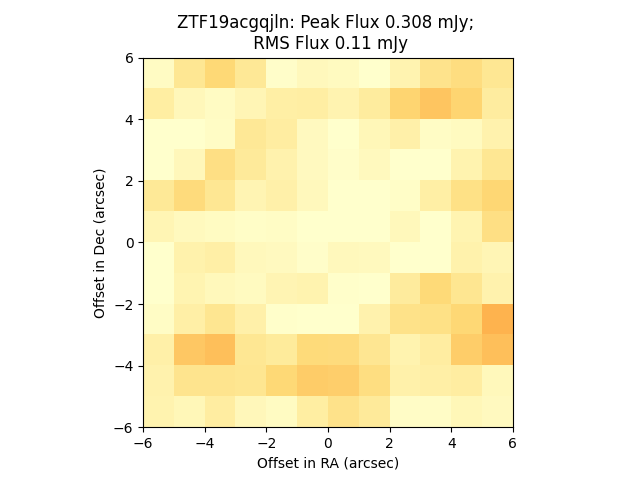 ZTF19acgqjln: Peak Flux 0.308 mJy;
RMS Flux 0.11 mJy
6
4
2
0
−2
−4
−6
Offset in Dec (arcsec)
−6 −4 −2 0 2 4 6
Offset in RA (arcsec)